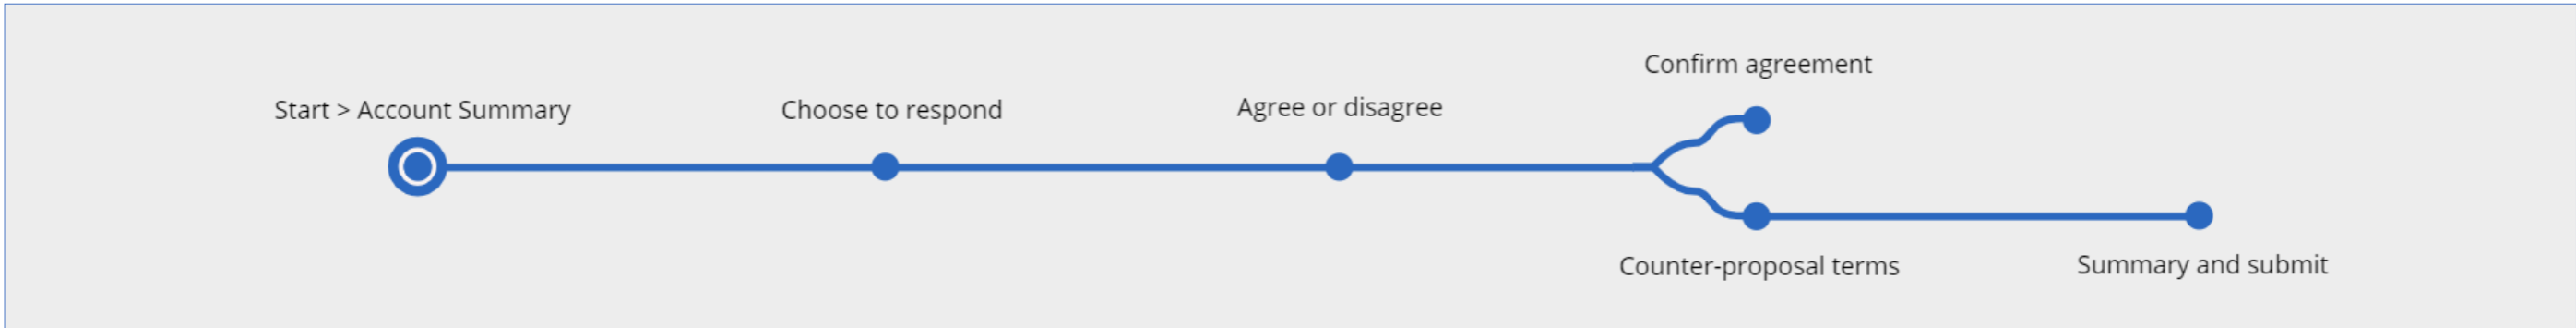 Start > Account Summary
Choose to respond
Agree or disagree
Confirm agreement
Counter-proposal terms
Summary and submit